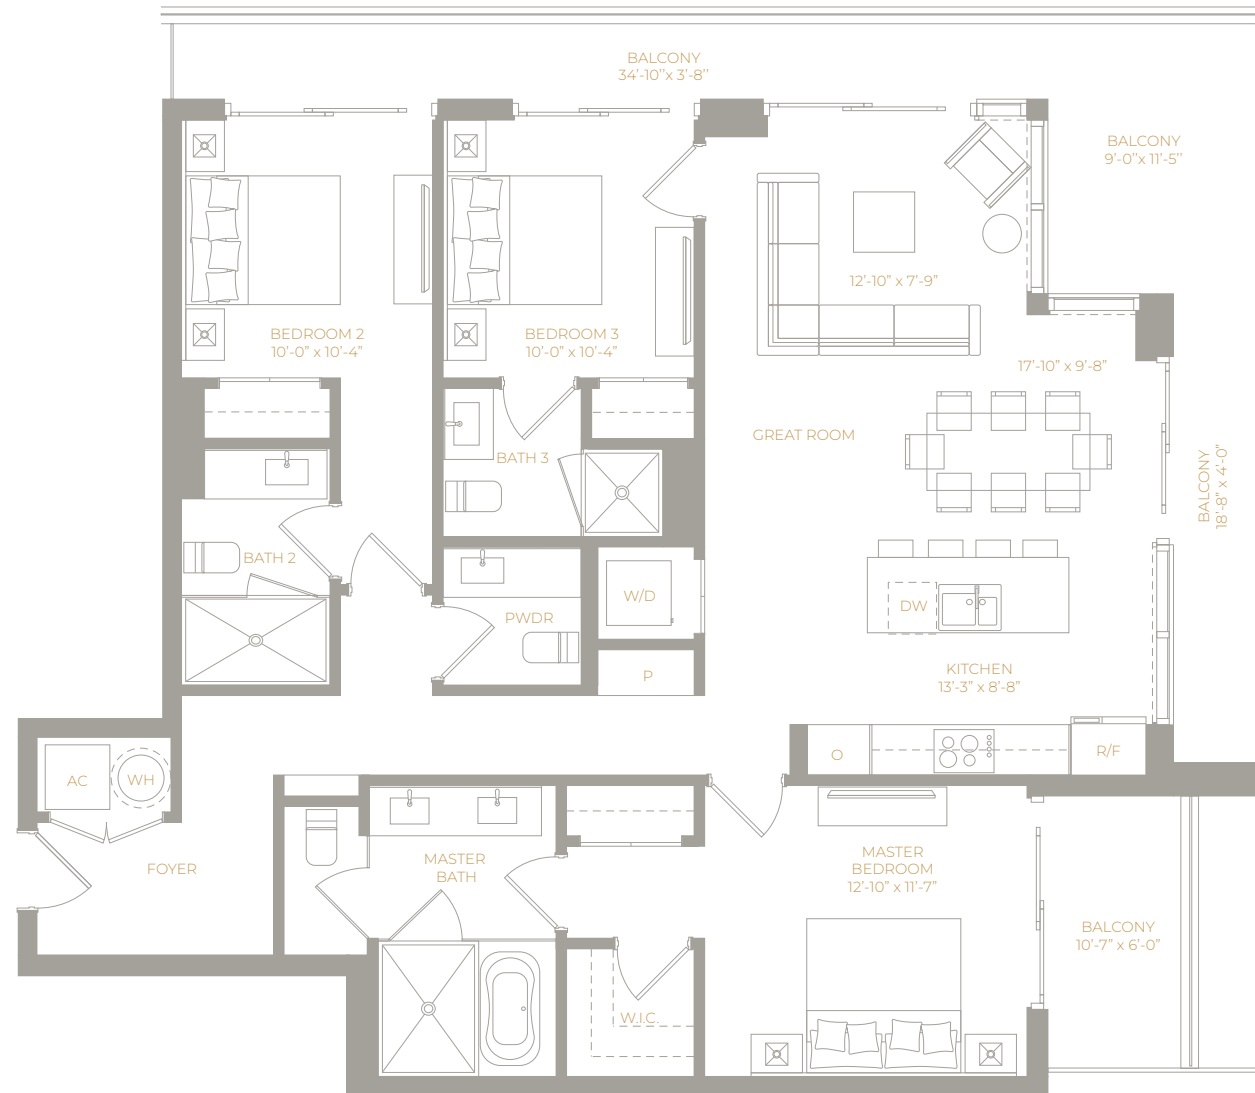 BALCONY
34'-10''x 3'-8''
BALCONY
9'-0''x 11'-5''
12'-10” x 7'-9”
BEDROOM 2
10'-0” x 10'-4”
BEDROOM 3
10'-0” x 10'-4”
17'-10” x 9'-8”
GREAT ROOM
BATH 3
BALCONY
18'-8” x 4'-0”
BATH 2
W/D
DW
PWDR
KITCHEN
13'-3” x 8'-8”
P
O
R/F
AC
WH
FOYER
MASTER
BATH
MASTER
BEDROOM
12'-10” x 11'-7”
BALCONY
10'-7” x 6'-0”
W.I.C.